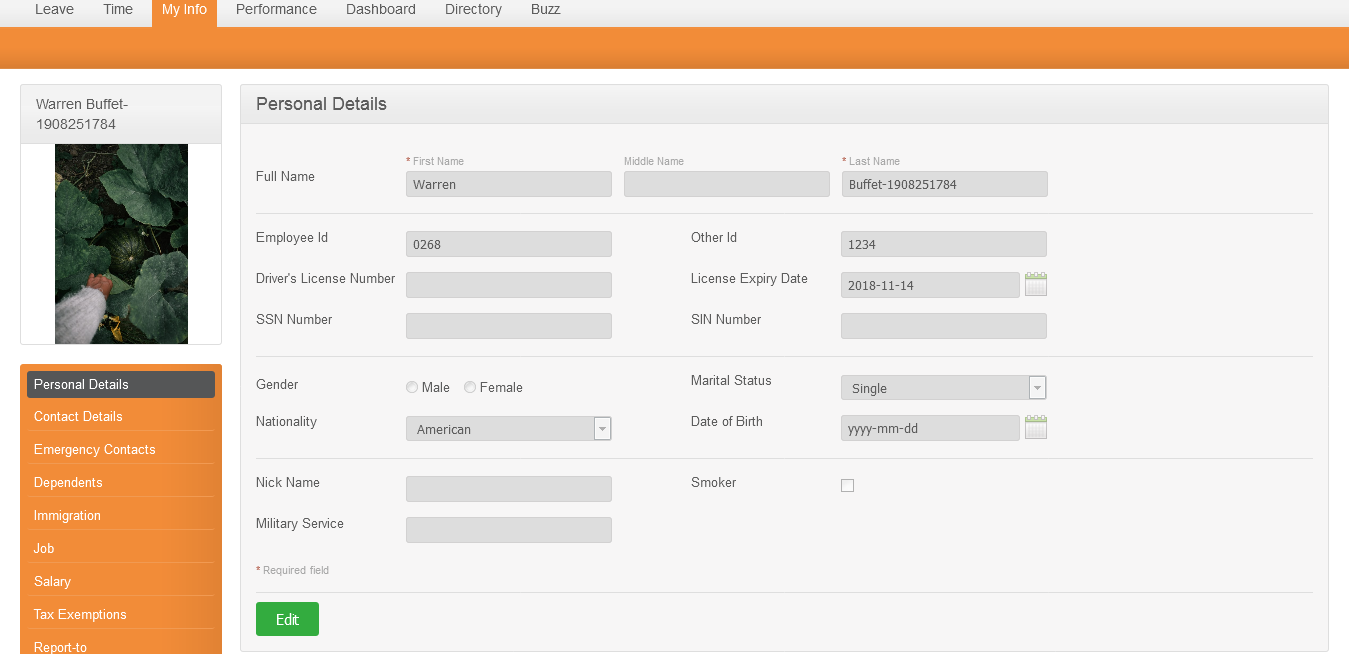 Leave Time My Info Performance Dashboard Directory Buzz
Warren Buffet-
1908251784
Personal Details
Contact Details
Emergency Contacts
Dependents
Immigration
Job
Salary
Tax Exemptions
Report-to
Personal Details
* First Name Middle Name * Last Name
Full Name Warren Buffet-1908251784
Employee Id 0268 Other Id 1234
Driver's License Number License Expiry Date 2018-11-14
SSN Number SIN Number
Gender Male Female Marital Status Single
Nationality American Date of Birth yyyy-mm-dd
Nick Name Smoker
Military Service
* Required field
Edit